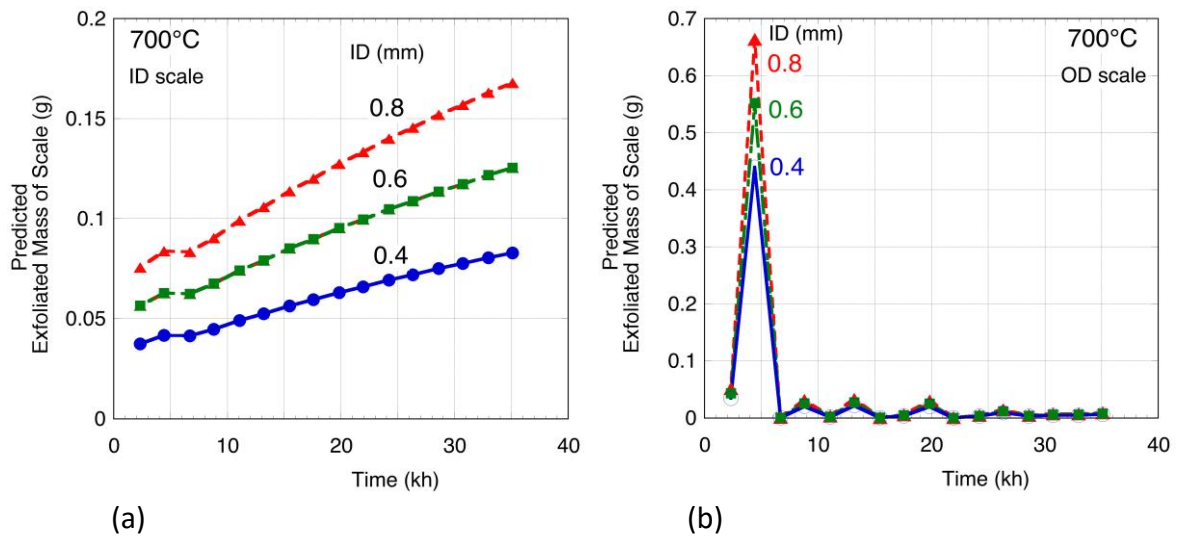 700°C
ID scale
ID (mm)
0.8
0.6
0.4
0.2
0.15
0.1
0.05
0
Predicted
Exfoliated Mass of Scale (g)
0 10 20 30 40
Time (kh)
(a)
ID (mm)
0.8
0.6
0.4
700°C
OD scale
0.7
0.6
0.5
0.4
0.3
0.2
0.1
0
Predicted
Exfoliated Mass of Scale (g)
0 10 20 30 40
Time (kh)
(b)